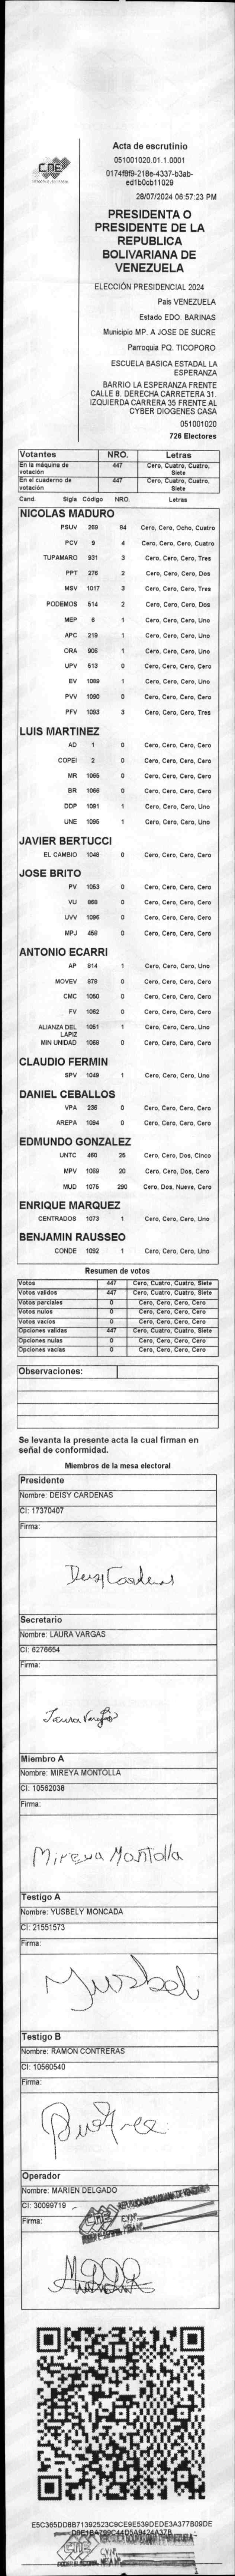 CNE
Acta de escrutinio
051001020.01.1.0001
0174f8f9-218e-4337-b3ab-
ed1b0cb11029
28/07/2024 06:57:23 PM
PRESIDENTA O
PRESIDENTE DE LA
REPUBLICA
BOLIVARIANA DE
VENEZUELA
ELECCIÓN PRESIDENCIAL 2024
Pais VENEZUELA
Estado EDO. BARINAS
Municipio MP. A JOSE DE SUCRE
Parroquia PQ. TICOPORO
ESCUELA BASICA ESTADAL LA
ESPERANZA
BARRIO LA ESPERANZA FRENTE
CALLE 8. DERECHA CARRETERA 31.
IZQUIERDA CARRERA 35 FRENTE AL
CYBER DIOGENES CASA
051001020
726 Electores
Votantes NRO. Letras
En la máquina de votación 447 Cero, Cuatro, Cuatro, Siete
En el cuaderno de votación 447 Cero, Cuatro, Cuatro, Siete
Cand. Sigla Código NRO. Letras
NICOLAS MADURO
PSUV 269 84 Cero, Cero, Ocho, Cuatro
PCV 9 4 Cero, Cero, Cero, Cuatro
TUPAMARO 931 3 Cero, Cero, Cero, Tres
PPT 276 2 Cero, Cero, Cero, Dos
MSV 1017 3 Cero, Cero, Cero, Tres
PODEMOS 514 2 Cero, Cero, Cero, Dos
MEP 6 1 Cero, Cero, Cero, Uno
APC 219 1 Cero, Cero, Cero, Uno
ORA 906 1 Cero, Cero, Cero, Uno
UPV 513 0 Cero, Cero, Cero, Cero
EV 1089 1 Cero, Cero, Cero, Uno
PVV 1090 0 Cero, Cero, Cero, Cero
PFV 1093 3 Cero, Cero, Cero, Tres
LUIS MARTINEZ
AD 1 0 Cero, Cero, Cero, Cero
COPEI 2 0 Cero, Cero, Cero, Cero
MR 1065 0 Cero, Cero, Cero, Cero
BR 1066 0 Cero, Cero, Cero, Cero
DDP 1091 1 Cero, Cero, Cero, Uno
UNE 1095 1 Cero, Cero, Cero, Uno
JAVIER BERTUCCI
EL CAMBIO 1048 0 Cero, Cero, Cero, Cero
JOSE BRITO
PV 1053 0 Cero, Cero, Cero, Cero
VU 868 0 Cero, Cero, Cero, Cero
UVV 1096 0 Cero, Cero, Cero, Cero
MPJ 458 0 Cero, Cero, Cero, Cero
ANTONIO ECARRI
AP 814 1 Cero, Cero, Cero, Uno
MOVEV 878 0 Cero, Cero, Cero, Cero
CMC 1050 0 Cero, Cero, Cero, Cero
FV 1062 0 Cero, Cero, Cero, Cero
ALIANZA DEL LAPIZ 1051 1 Cero, Cero, Cero, Uno
MIN UNIDAD 1068 0 Cero, Cero, Cero, Cero
CLAUDIO FERMIN
SPV 1049 1 Cero, Cero, Cero, Uno
DANIEL CEBALLOS
VPA 236 0 Cero, Cero, Cero, Cero
AREPA 1094 0 Cero, Cero, Cero, Cero
EDMUNDO GONZALEZ
UNTC 460 25 Cero, Cero, Dos, Cinco
MPV 1069 20 Cero, Cero, Dos, Cero
MUD 1075 290 Cero, Dos, Nueve, Cero
ENRIQUE MARQUEZ
CENTRADOS 1073 1 Cero, Cero, Cero, Uno
BENJAMIN RAUSSEO
CONDE 1092 1 Cero, Cero, Cero, Uno
Resumen de votos
Votos 447 Cero, Cuatro, Cuatro, Siete
Votos validos 447 Cero, Cuatro, Cuatro, Siete
Votos parciales 0 Cero, Cero, Cero, Cero
Votos nulos 0 Cero, Cero, Cero, Cero
Votos vacios 0 Cero, Cero, Cero, Cero
Opciones validas 447 Cero, Cuatro, Cuatro, Siete
Opciones nulas 0 Cero, Cero, Cero, Cero
Opciones vacias 0 Cero, Cero, Cero, Cero
Observaciones:
Se levanta la presente acta la cual firman en
señal de conformidad.
Miembros de la mesa electoral
Presidente
Nombre: DEISY CARDENAS
CI: 17370407
Firma:
Deisy Cardenas
Secretario
Nombre: LAURA VARGAS
CI: 6276654
Firma:
Laura Vargas
Miembro A
Nombre: MIREYA MONTOLLA
CI: 10562038
Firma:
Mireya Montolla
Testigo A
Nombre: YUSBELY MONCADA
CI: 21551573
Firma:
Testigo B
Nombre: RAMON CONTRERAS
CI: 10560540
Firma:
Operador
Nombre: MARIEN DELGADO
CI: 30099719
Firma:
CNE
E5C365DD8B71392523C9CE9E539DEDE3A377B09DE